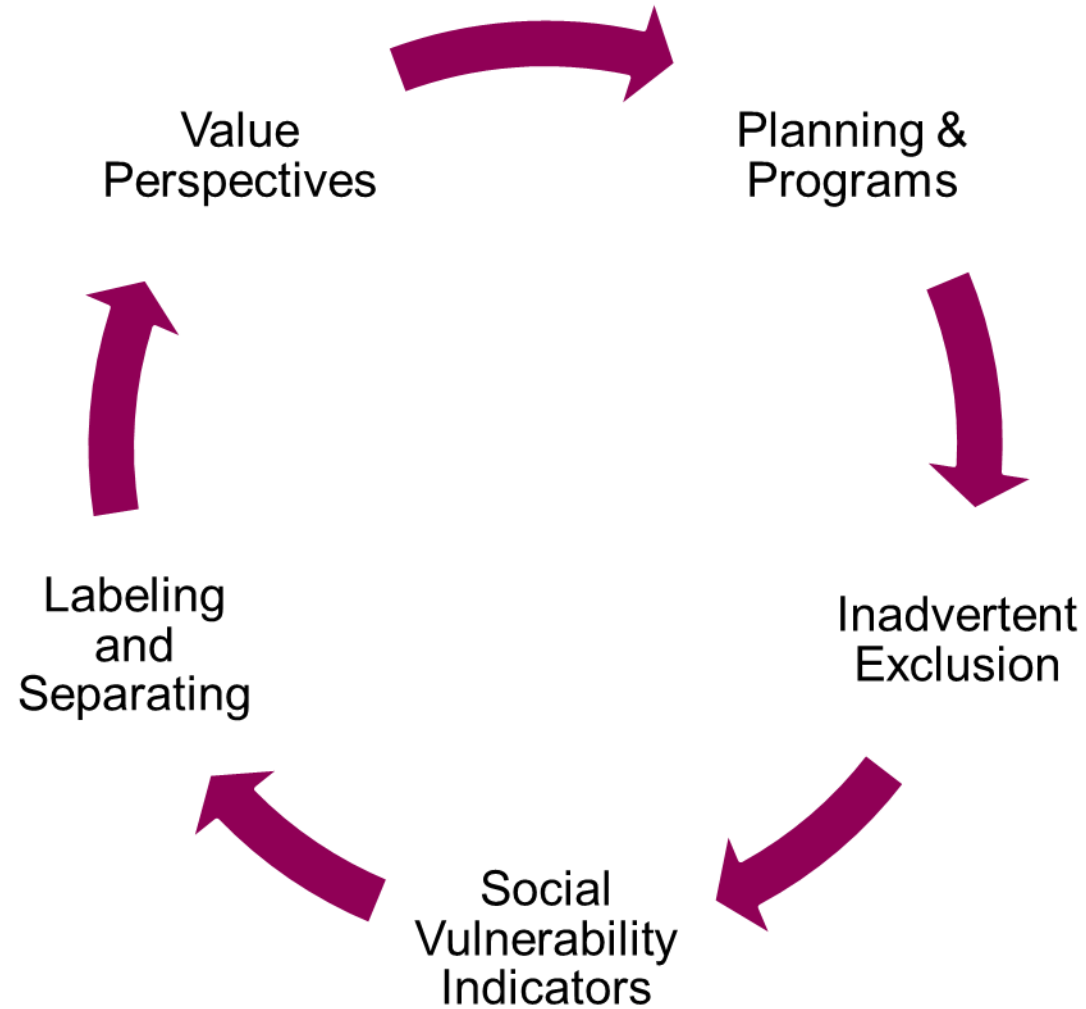 Value
Perspectives
Planning &
Programs
Inadvertent
Exclusion
Social
Vulnerability
Indicators
Labeling
and
Separating